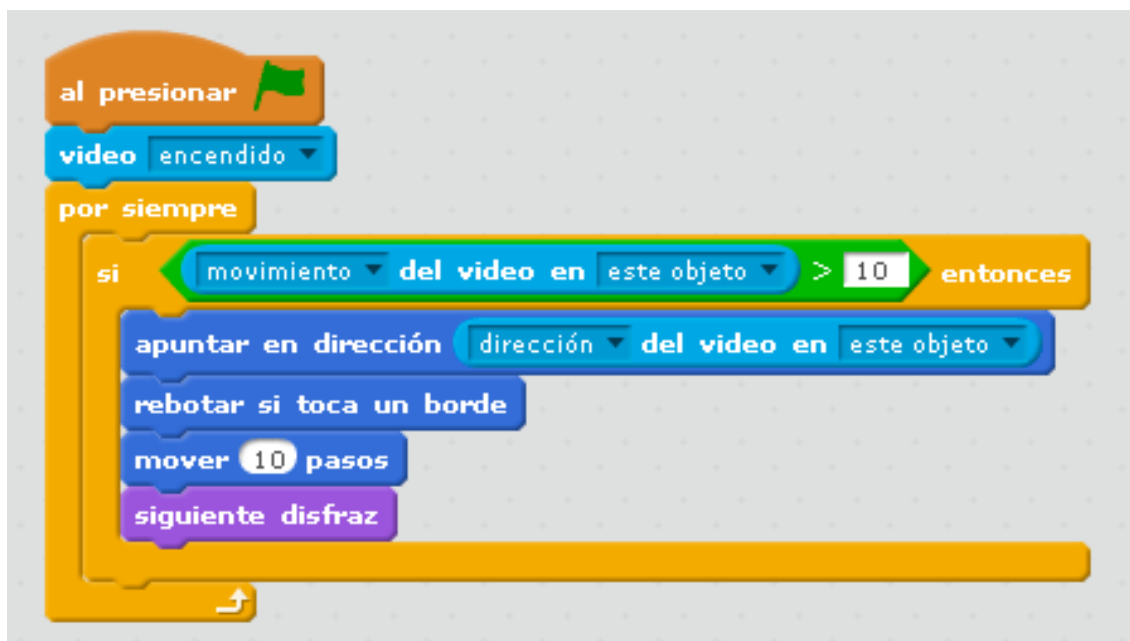 al presionar
video encendido
por siempre
si movimiento del video en este objeto > 10 entonces
apuntar en dirección dirección del video en este objeto
rebotar si toca un borde
mover 10 pasos
siguiente disfraz